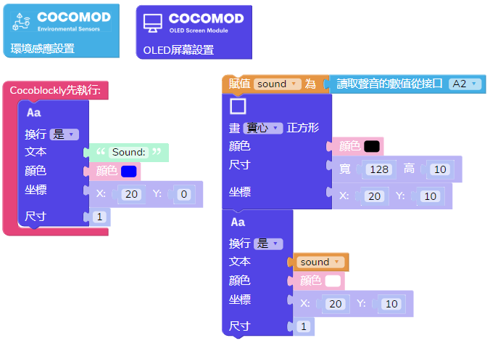 COCOMOD
Environmental Sensors
環境感應設置
COCOMOD
OLED Screen Module
OLED屏幕設置
Cocoblockly先執行:
Aa
換行 是
文本 “ Sound: ”
顏色 顏色
坐標 X: 20 Y: 0
尺寸 1
賦值 sound 為 讀取聲音的數值從接口 A2
畫 實心 正方形
顏色 顏色
尺寸 寬 128 高 10
坐標 X: 20 Y: 10
Aa
換行 是
文本 sound
顏色 顏色
坐標 X: 20 Y: 10
尺寸 1